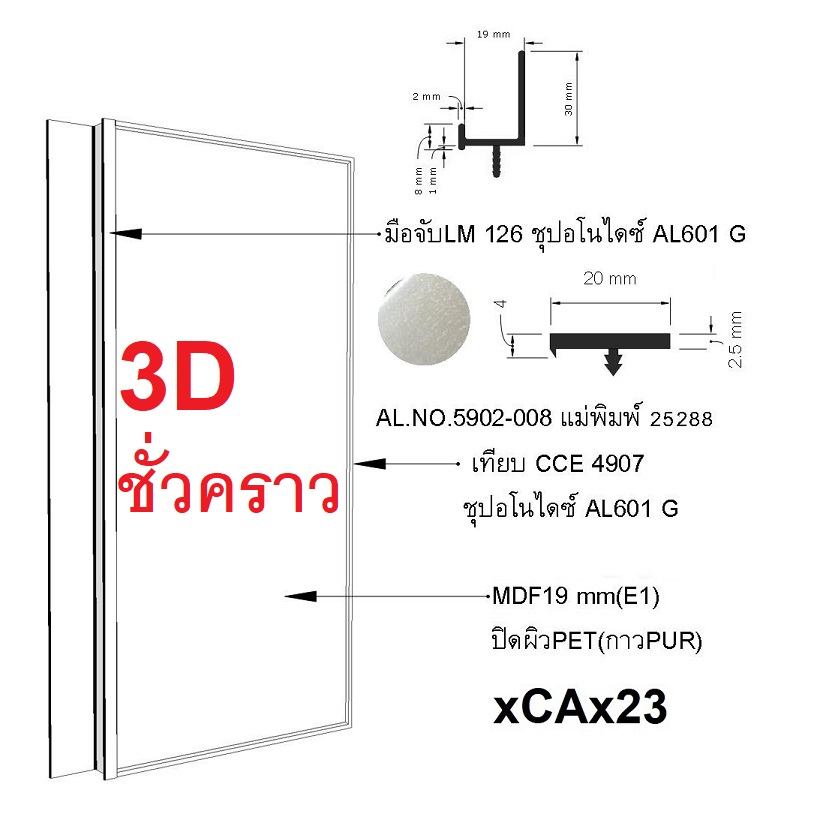 19 mm
2 mm
30 mm
8 mm
1 mm
มือจับLM 126 ชุปอโนไดซ์ AL601 G
20 mm
4
2.5 mm
3D
ชั่วคราว
AL.NO.5902-008 แม่พิมพ์ 25288
เทียบ CCE 4907
ชุปอโนไดซ์ AL601 G
MDF19 mm(E1)
ปิดผิวPET(กาวPUR)
xCAx23